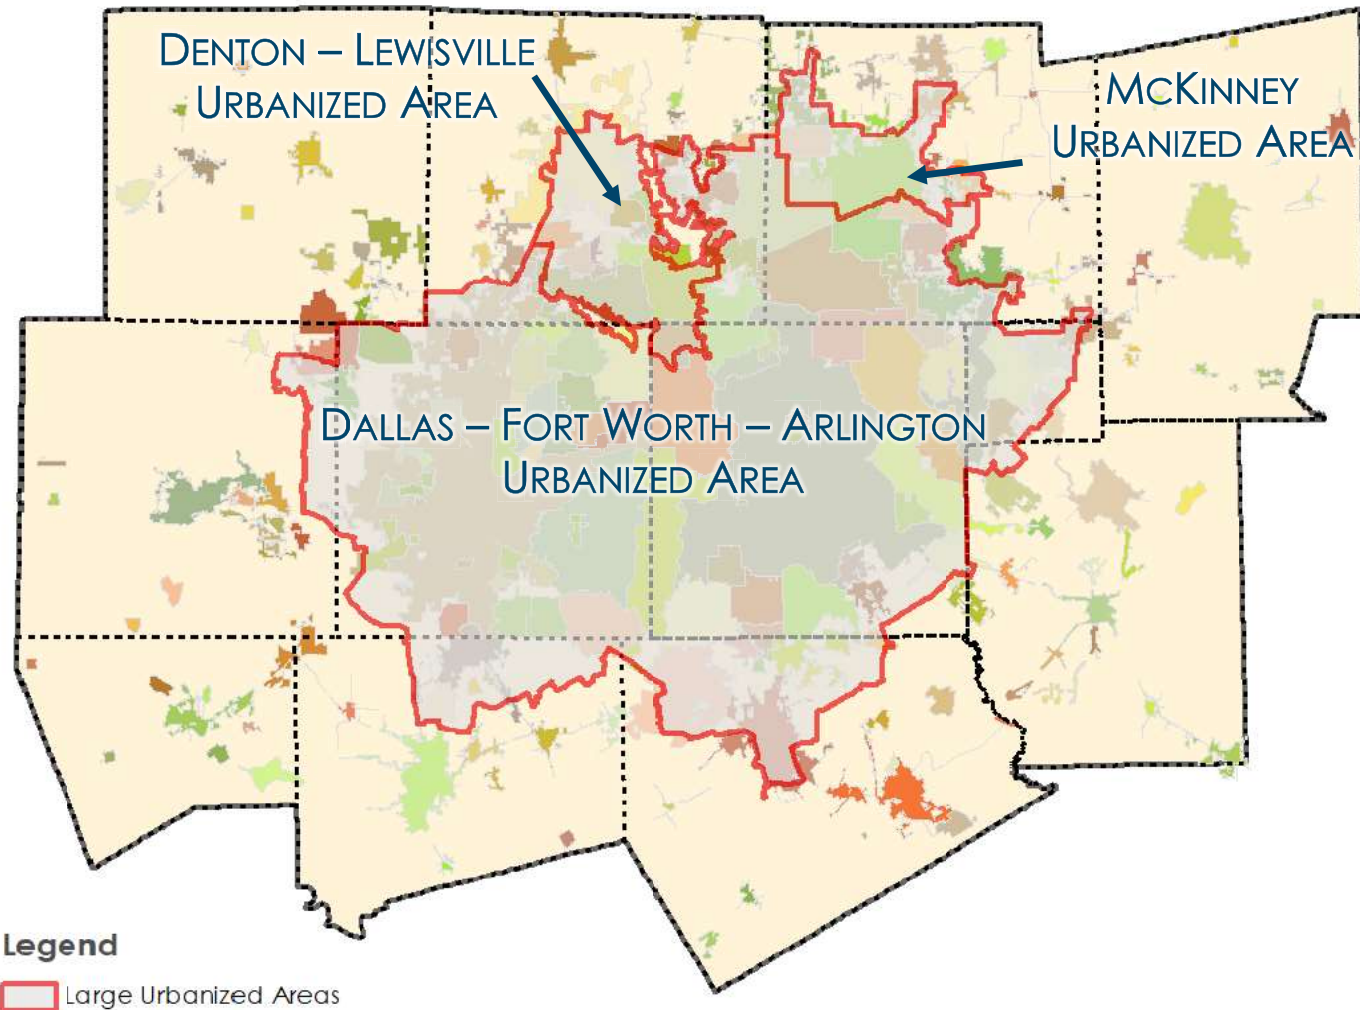 DENTON – LEWISVILLE
URBANIZED AREA
MCKINNEY
URBANIZED AREA
DALLAS – FORT WORTH – ARLINGTON
URBANIZED AREA
Legend
Large Urbanized Areas